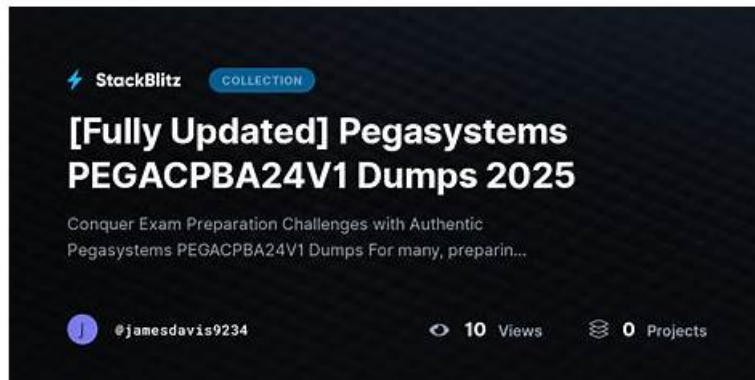 StackBlitz COLLECTION
[Fully Updated] Pegasystems
PEGACPBA24V1 Dumps 2025
Conquer Exam Preparation Challenges with Authentic
Pegasystems PEGACPBA24V1 Dumps For many, preparin...
J @jamesdavis9234 10 Views 0 Projects